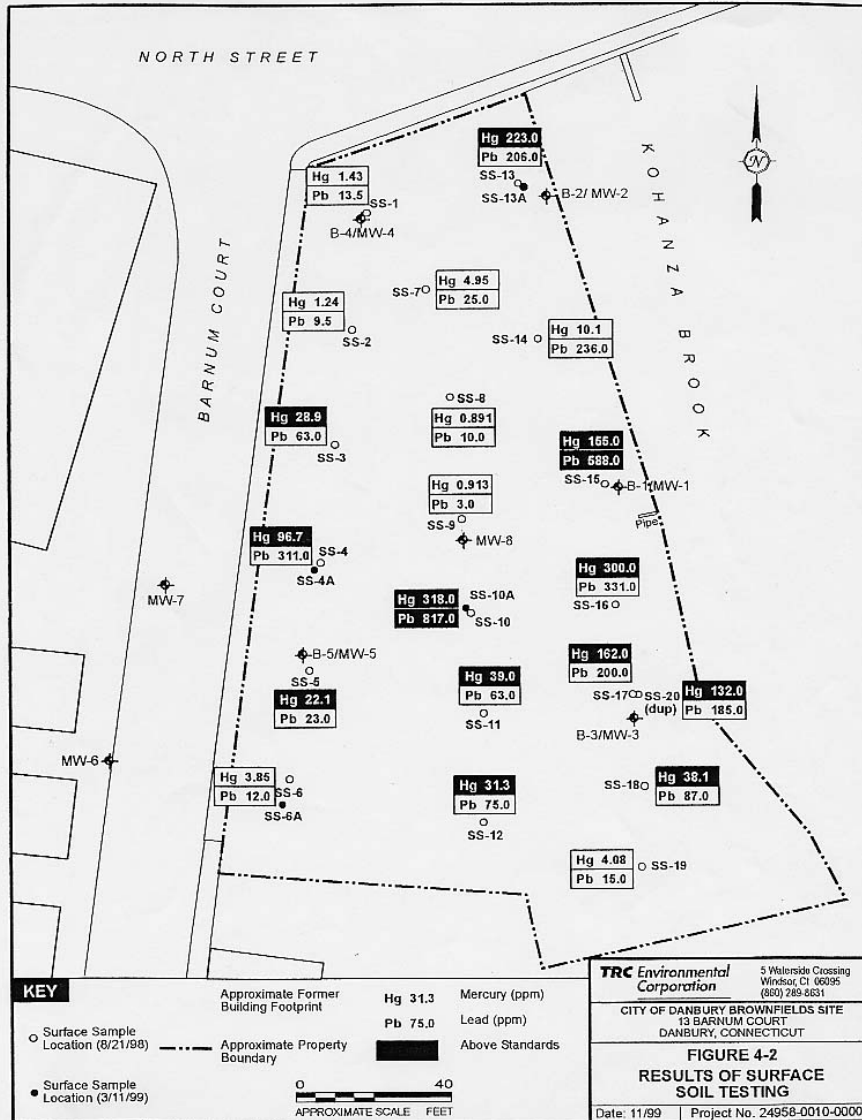 NORTH STREET
Hg 223.0
Pb 206.0
SS-13
SS-13A
B-2/ MW-2
Hg 1.43
Pb 13.5
SS-1
B-4/MW-4
N
KOHANZA BROOK
BARNUM COURT
SS-7
Hg 4.95
Pb 25.0
Hg 1.24
Pb 9.5
SS-2
SS-14
Hg 10.1
Pb 236.0
SS-8
Hg 0.891
Pb 10.0
Hg 28.9
Pb 63.0
SS-3
Hg 155.0
Pb 588.0
SS-15
B-1/MW-1
Pipe
Hg 0.913
Pb 3.0
SS-9
MW-8
Hg 96.7
Pb 311.0
SS-4
SS-4A
MW-7
Hg 300.0
Pb 331.0
SS-16
Hg 318.0
Pb 817.0
SS-10A
SS-10
B-5/MW-5
SS-5
Hg 22.1
Pb 23.0
Hg 39.0
Pb 63.0
SS-11
Hg 162.0
Pb 200.0
SS-17
SS-20
(dup)
Hg 132.0
Pb 185.0
B-3/MW-3
MW-6
Hg 3.85
Pb 12.0
SS-6
SS-6A
Hg 31.3
Pb 75.0
SS-12
SS-18
Hg 38.1
Pb 87.0
Hg 4.08
Pb 15.0
SS-19
KEY
Surface Sample
Location (8/21/98)
Surface Sample
Location (3/11/99)
Approximate Former
Building Footprint
Approximate Property
Boundary
Hg 31.3 Mercury (ppm)
Pb 75.0 Lead (ppm)
Above Standards
0 40
APPROXIMATE SCALE FEET
TRC Environmental
Corporation
5 Waterside Crossing
Windsor, Ct 06095
(860) 289-8631
CITY OF DANBURY BROWNFIELDS SITE
13 BARNUM COURT
DANBURY, CONNECTICUT
FIGURE 4-2
RESULTS OF SURFACE
SOIL TESTING
Date: 11/99 Project No. 24958-0010-0000